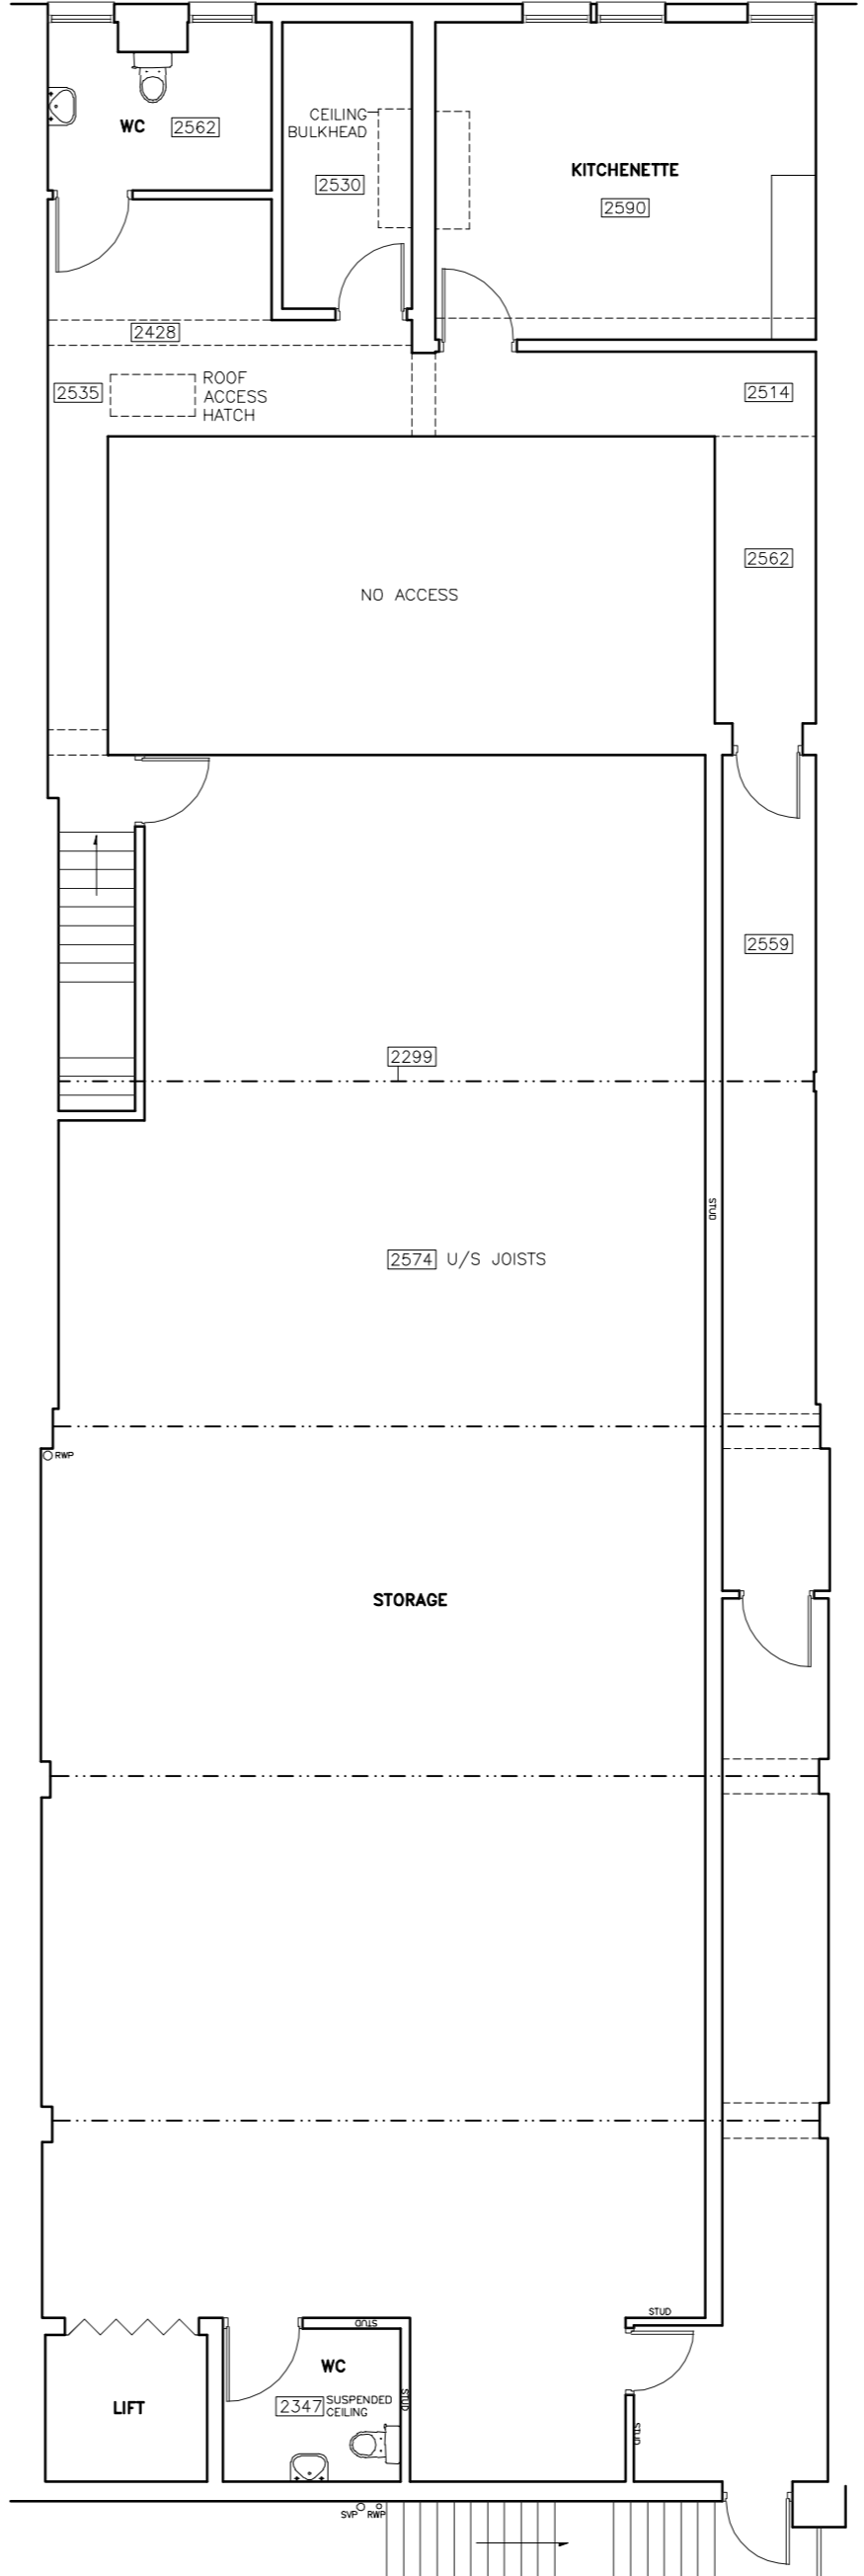 CEILING
BULKHEAD
WC 2562
KITCHENETTE
2530
2590
2428
ROOF
2535
ACCESS
2514
HATCH
2562
NO ACCESS
2559
2299
STUD
2574 U/S JOISTS
RWP
STORAGE
STUD
STUD
WC
SUSPENDED
2347
CEILING
LIFT
STUD
STUD
SVP
RWP